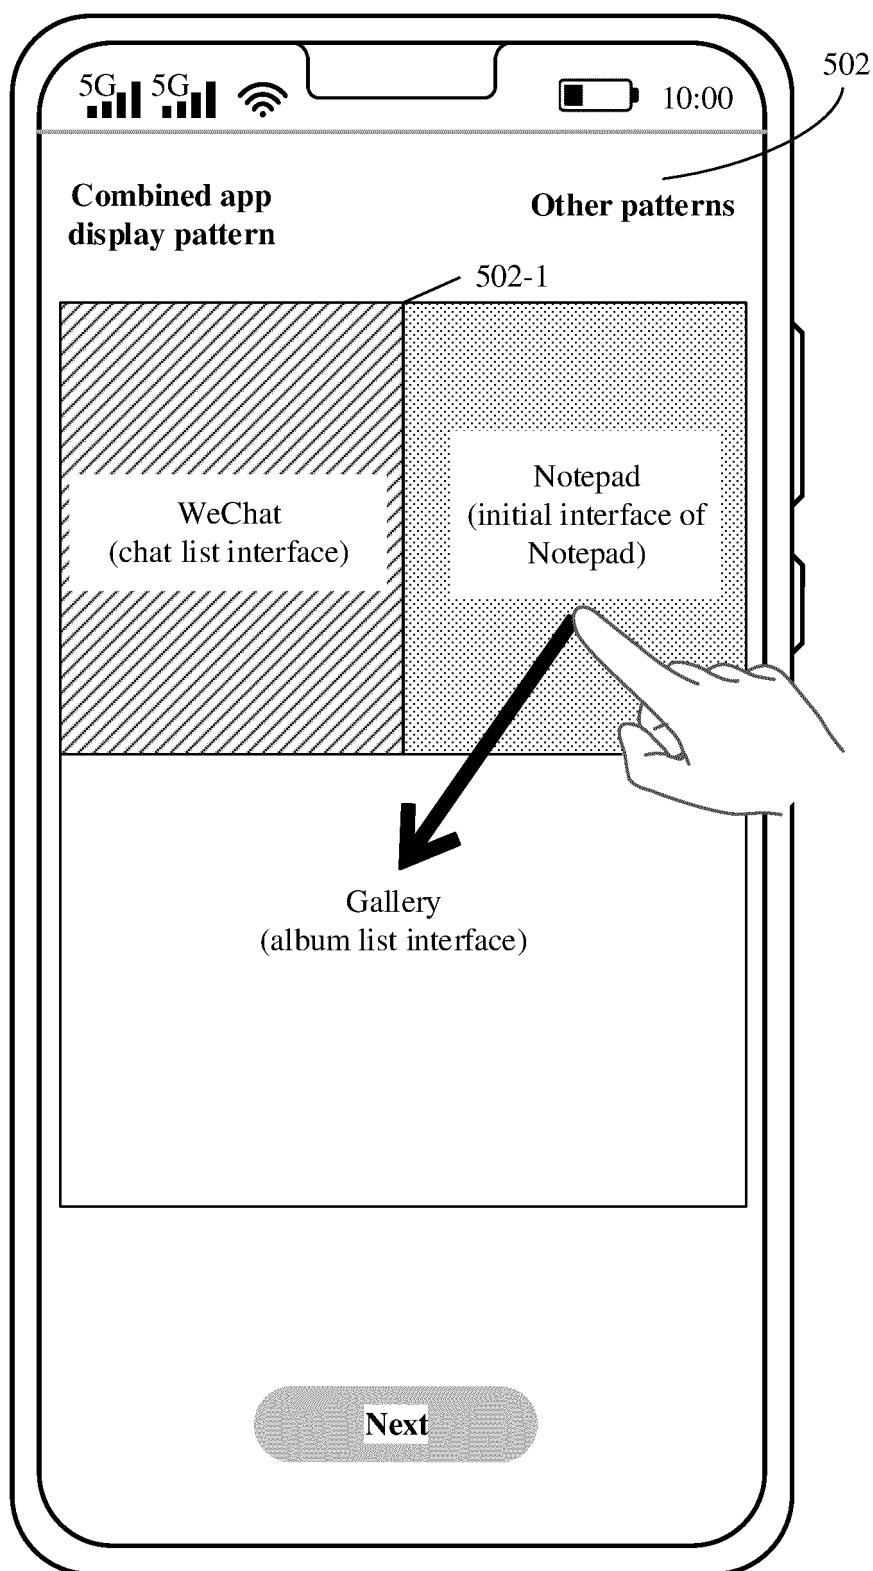 502
5G 5G 10:00
Combined app
display pattern
Other patterns
502-1
WeChat
(chat list interface)
Notepad
(initial interface of
Notepad)
Gallery
(album list interface)
Next